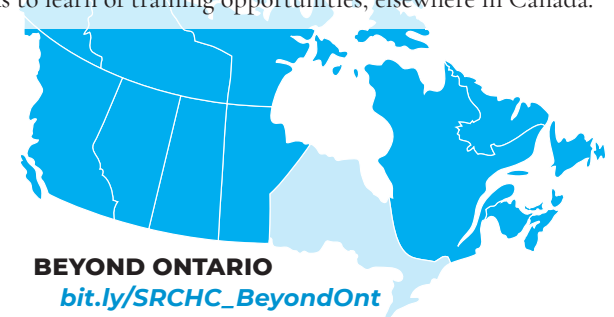 to learn of training opportunities, elsewhere in Canada.
BEYOND ONTARIO
bit.ly/SRCHC_BeyondOnt